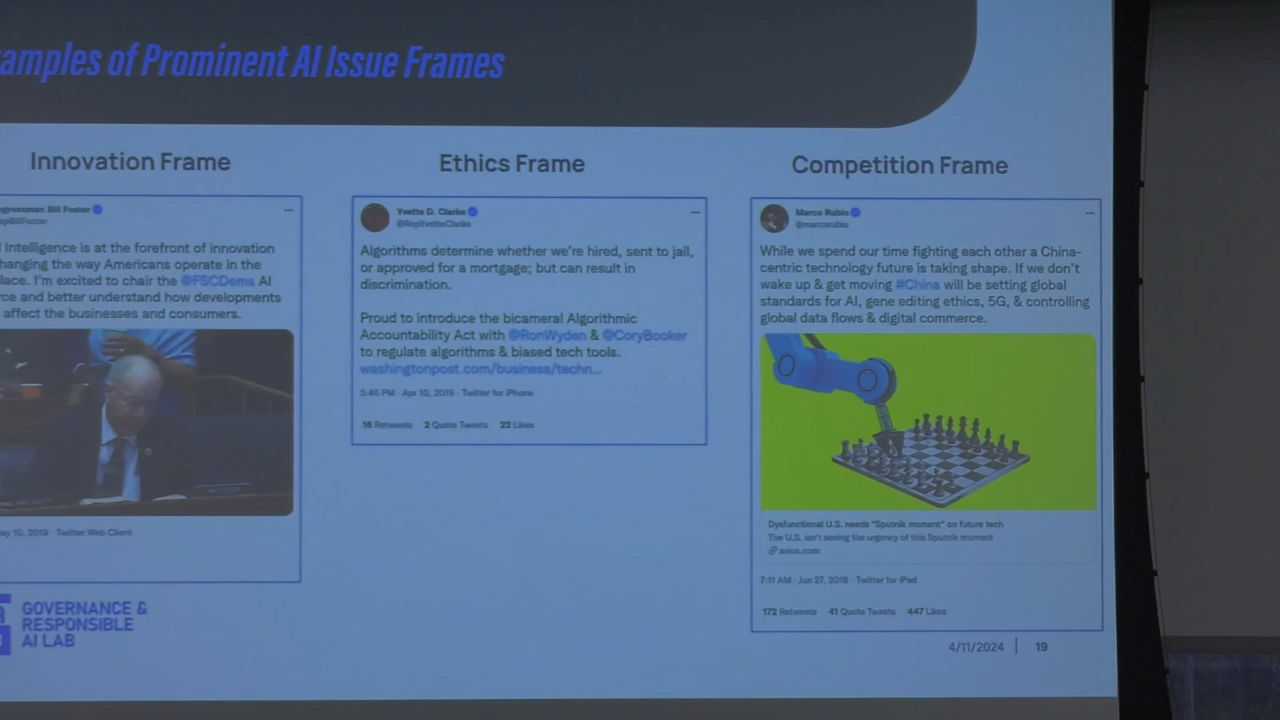 amples of Prominent AI Issue Frames
Innovation Frame
gressman Bill Foster
epBillFoster
Intelligence is at the forefront of innovation
hanging the way Americans operate in the
lace. I'm excited to chair the @FSCDems AI
rce and better understand how developments
affect the businesses and consumers.
ay 10, 2019 · Twitter Web Client
Ethics Frame
Yvette D. Clarke
@RepYvetteClarke
Algorithms determine whether we're hired, sent to jail,
or approved for a mortgage; but can result in
discrimination.
Proud to introduce the bicameral Algorithmic
Accountability Act with @RonWyden & @CoryBooker
to regulate algorithms & biased tech tools.
washingtonpost.com/business/techn...
3:45 PM · Apr 10, 2019 · Twitter for iPhone
16 Retweets 2 Quote Tweets 22 Likes
Competition Frame
Marco Rubio
@marcorubio
While we spend our time fighting each other a China-
centric technology future is taking shape. If we don't
wake up & get moving #China will be setting global
standards for AI, gene editing ethics, 5G, & controlling
global data flows & digital commerce.
Dysfunctional U.S. needs "Sputnik moment" on future tech
The U.S. isn't seeing the urgency of this Sputnik moment
axios.com
7:11 AM · Jun 27, 2018 · Twitter for iPad
172 Retweets 41 Quote Tweets 447 Likes
GOVERNANCE &
RESPONSIBLE
AI LAB
4/11/2024 | 19